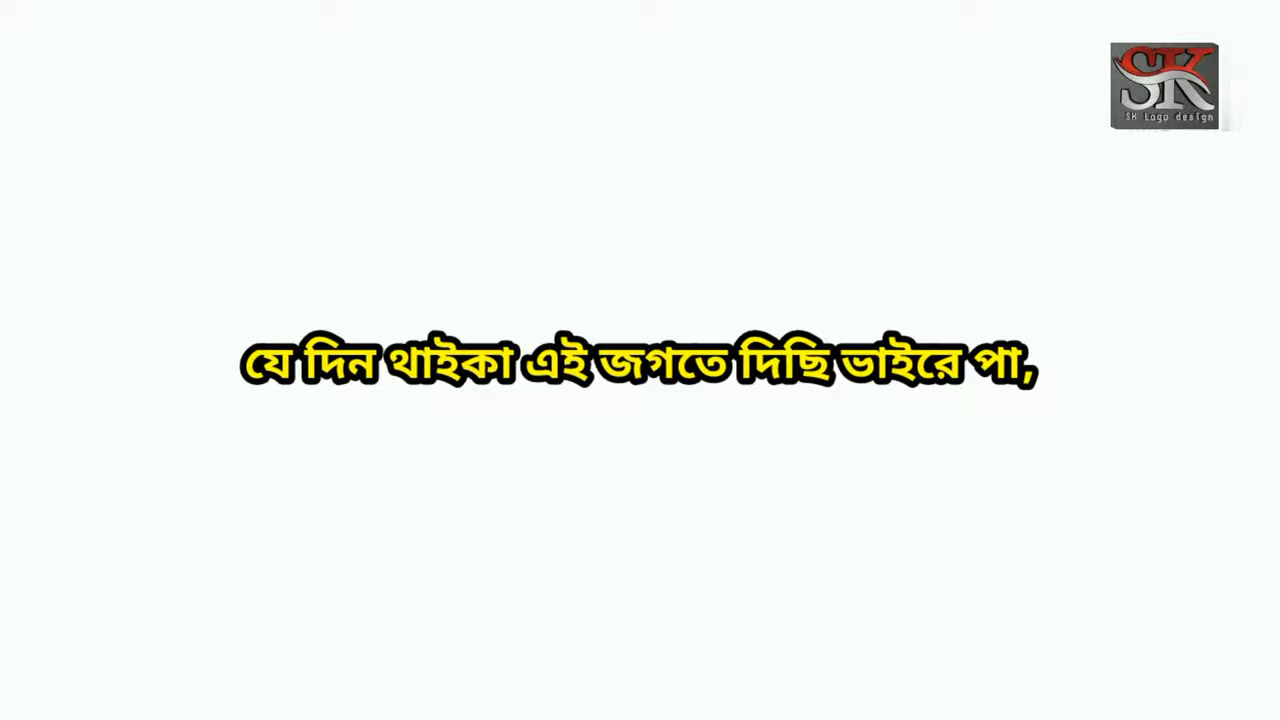 SK
SK Logo design
যে দিন থাইকা এই জগতে দিছি ভাইরে পা,